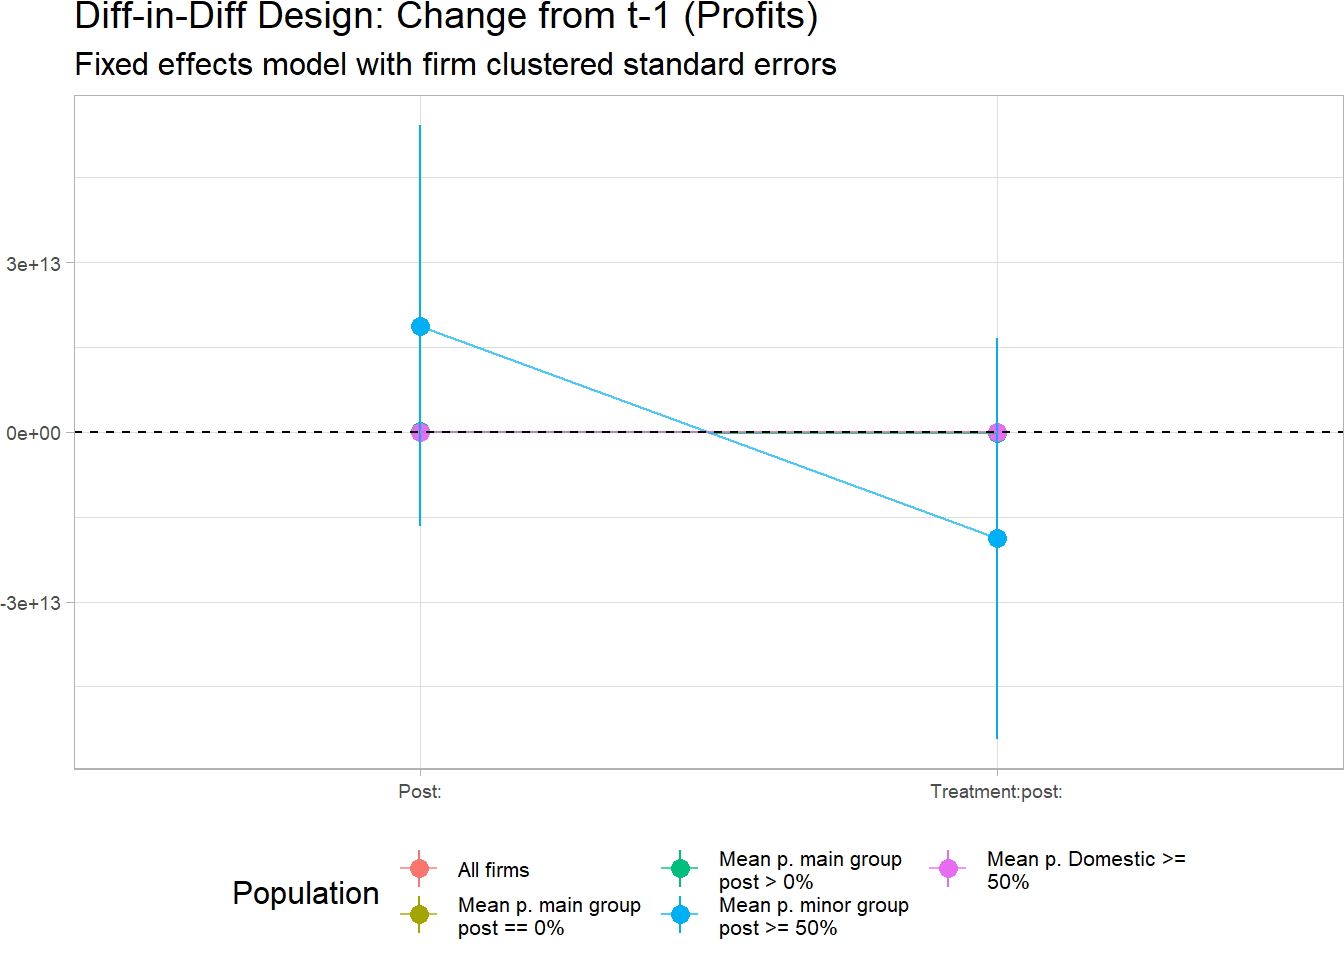 Diff-in-Diff Design: Change from t-1 (Profits)
Fixed effects model with firm clustered standard errors
3e+13
0e+00
-3e+13
Post:
Treatment:post:
Population
All firms
Mean p. main group
post == 0%
Mean p. main group
post > 0%
Mean p. minor group
post >= 50%
Mean p. Domestic >=
50%